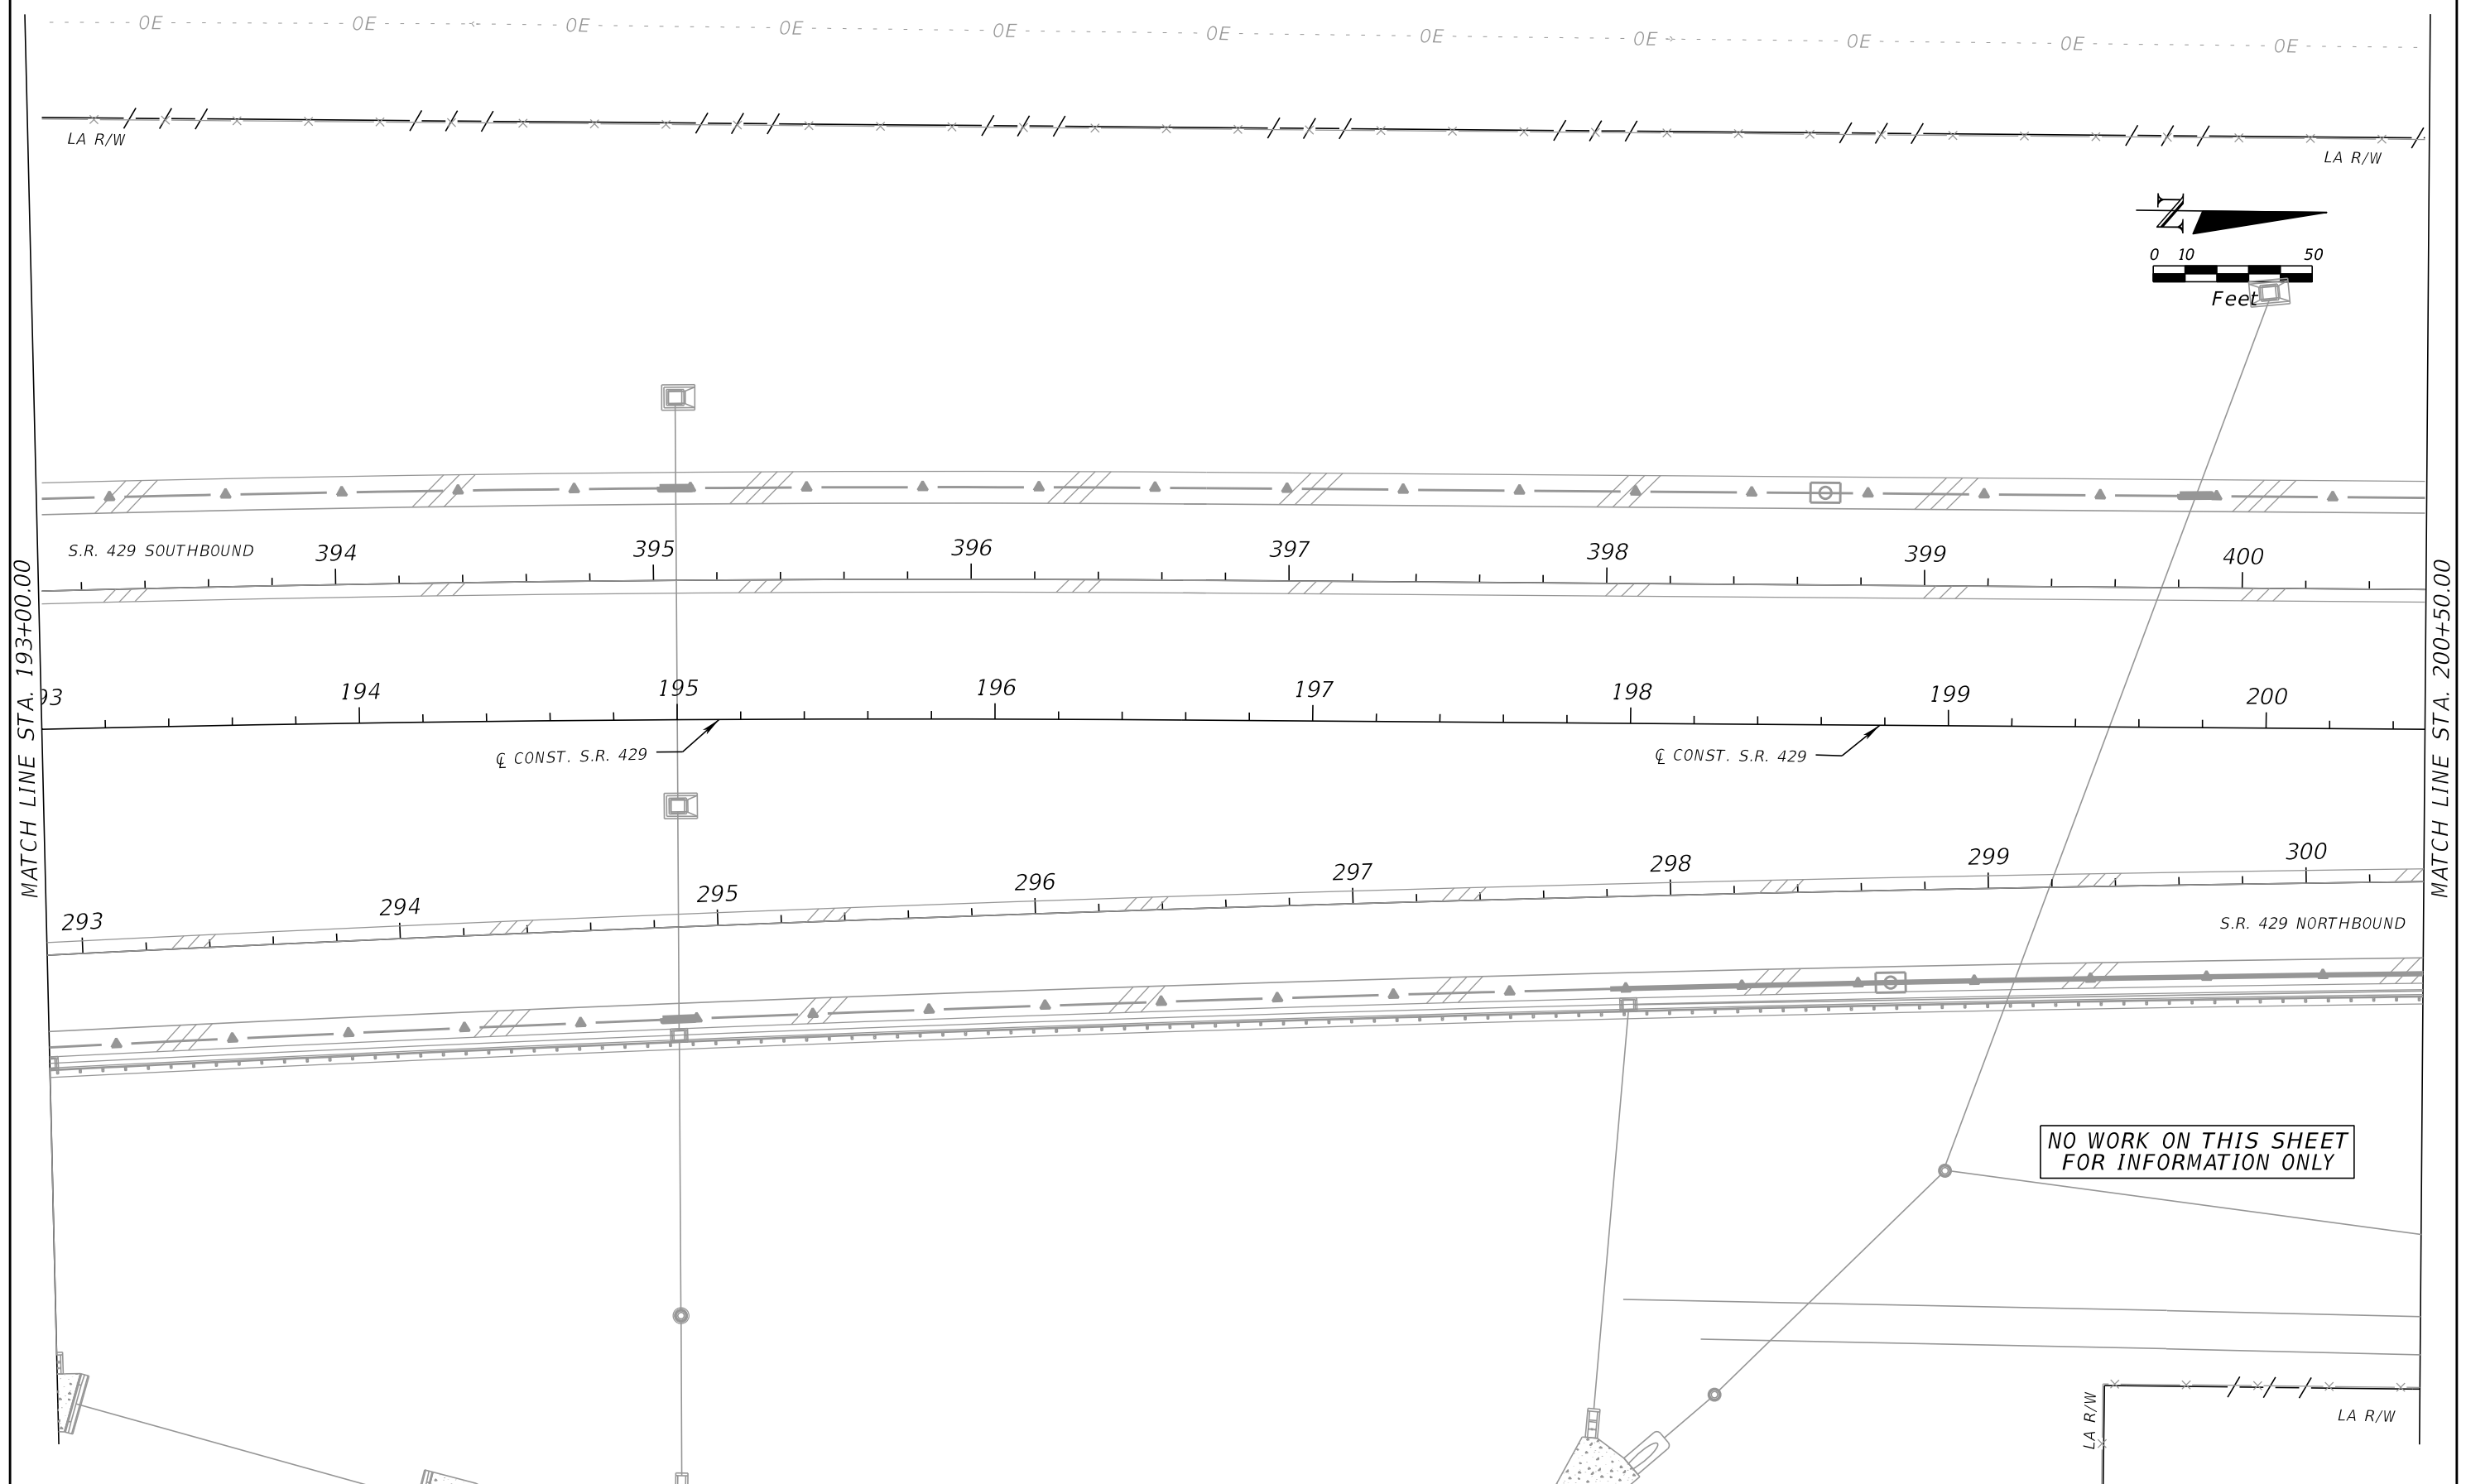 OE OE OE OE OE OE OE OE OE OE OE
LA R/W
LA R/W
N
0 10 50
Feet
S.R. 429 SOUTHBOUND
394 395 396 397 398 399 400
MATCH LINE STA. 193+00.00
MATCH LINE STA. 200+50.00
93 194 195 196 197 198 199 200
℄ CONST. S.R. 429
℄ CONST. S.R. 429
293 294 295 296 297 298 299 300
S.R. 429 NORTHBOUND
NO WORK ON THIS SHEET
FOR INFORMATION ONLY
LA R/W
LA R/W